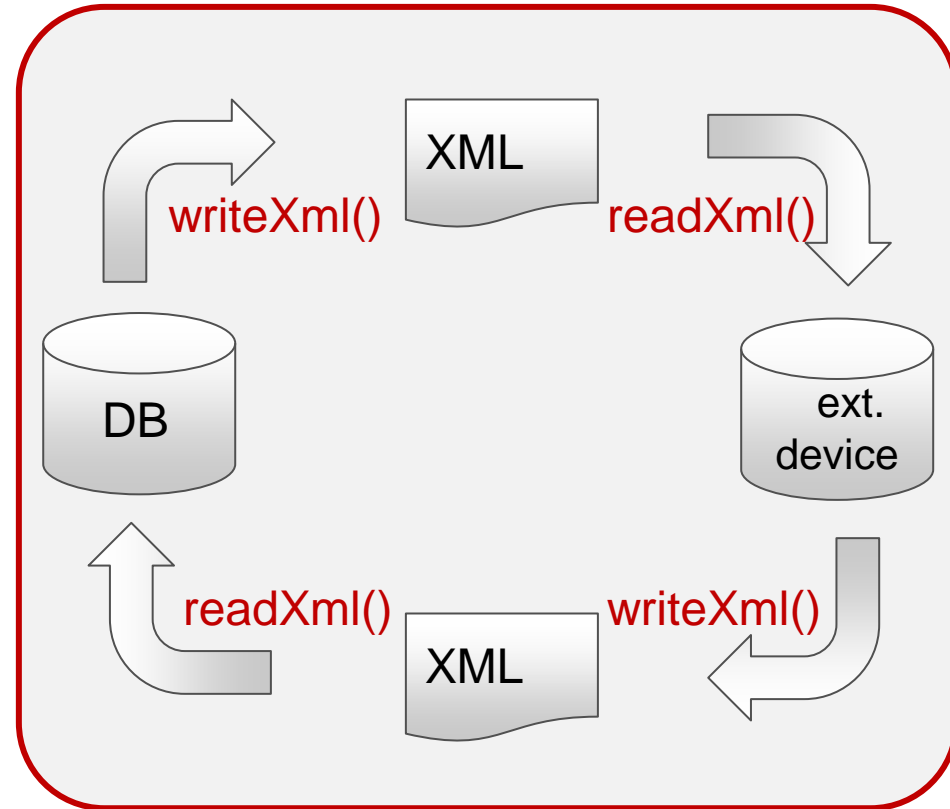 XML
writeXml()
readXml()
DB
ext.
device
readXml()
writeXml()
XML